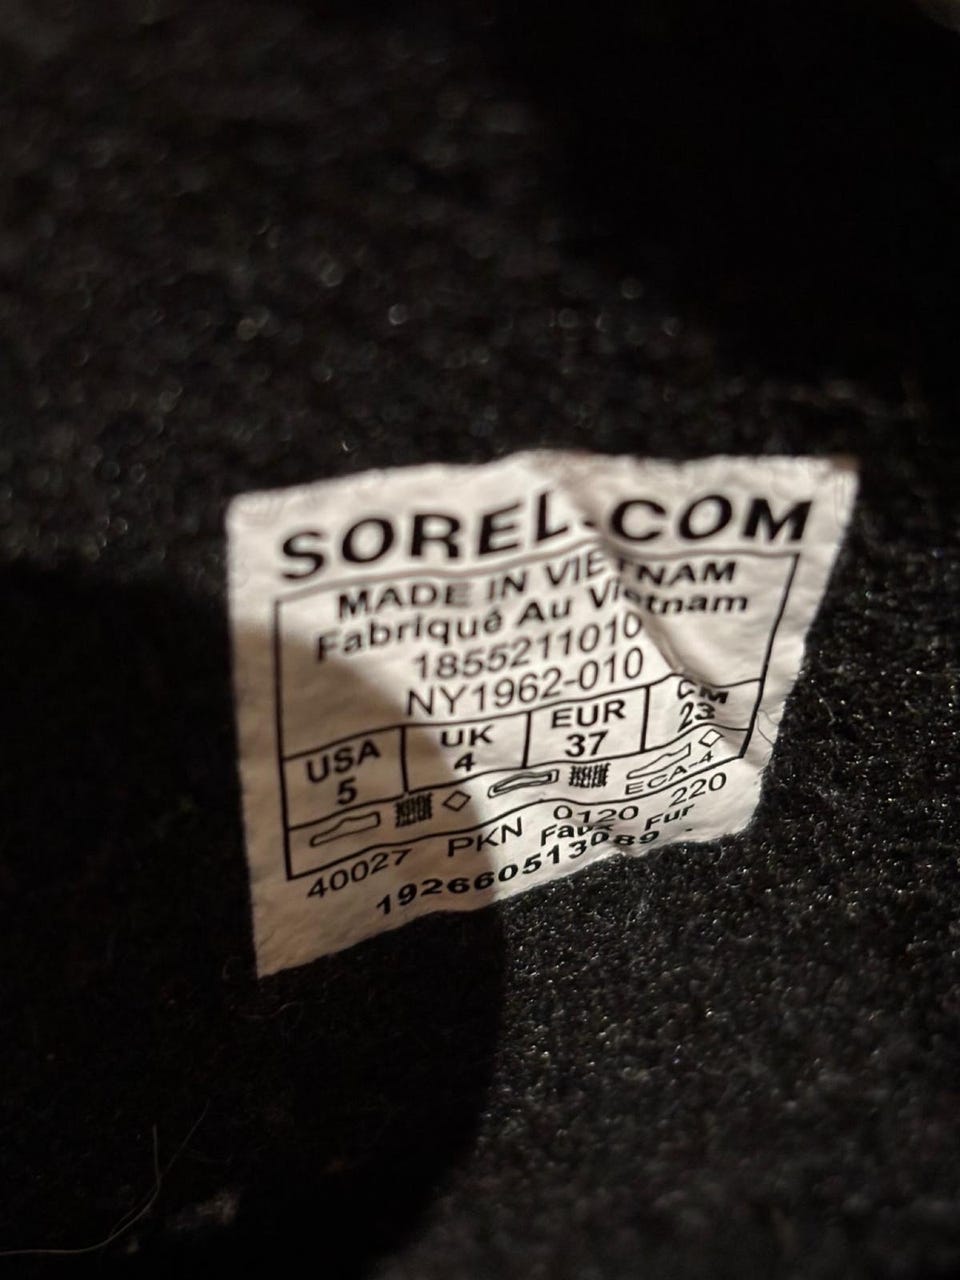 SOREL.COM
MADE IN VIETNAM
Fabriqué Au Vietnam
1855211010
NY1962-010
USA UK EUR CM
5 4 37 23
ECA-4
40027 PKN 0120 220
Faux Fur
192660513089